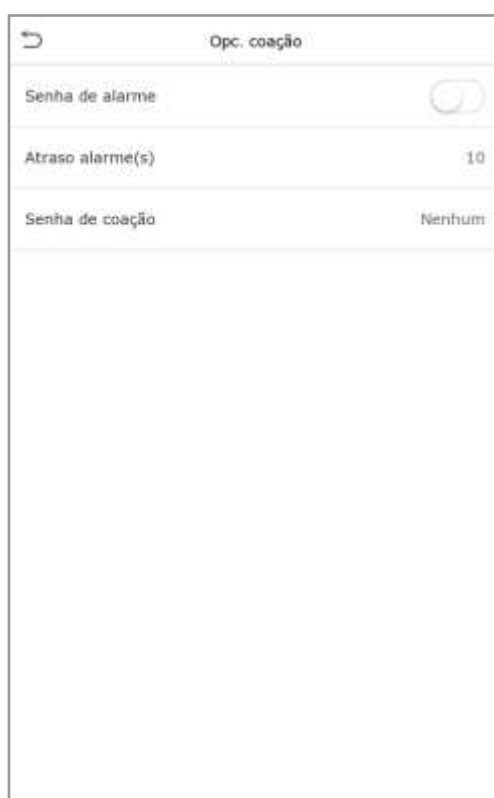 Opc. coação
Senha de alarme
Atraso alarme(s) 10
Senha de coação Nenhum